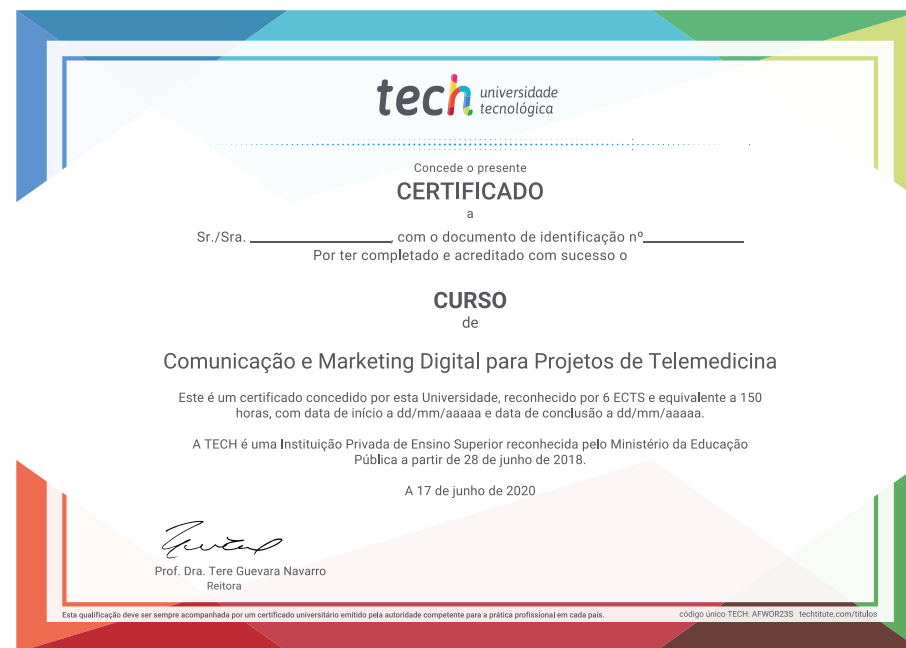 tech universidade
tecnológica
Concede o presente
CERTIFICADO
a
Sr./Sra. ________________, com o documento de identificação nº____________
Por ter completado e acreditado com sucesso o
CURSO
de
Comunicação e Marketing Digital para Projetos de Telemedicina
Este é um certificado concedido por esta Universidade, reconhecido por 6 ECTS e equivalente a 150
horas, com data de início a dd/mm/aaaaa e data de conclusão a dd/mm/aaaaa.
A TECH é uma Instituição Privada de Ensino Superior reconhecida pelo Ministério da Educação
Pública a partir de 28 de junho de 2018.
A 17 de junho de 2020
Prof. Dra. Tere Guevara Navarro
Reitora
Esta qualificação deve ser sempre acompanhada por um certificado universitário emitido pela autoridade competente para a prática profissional em cada país.
código único TECH: AFWOR23S techtitute.com/titulos